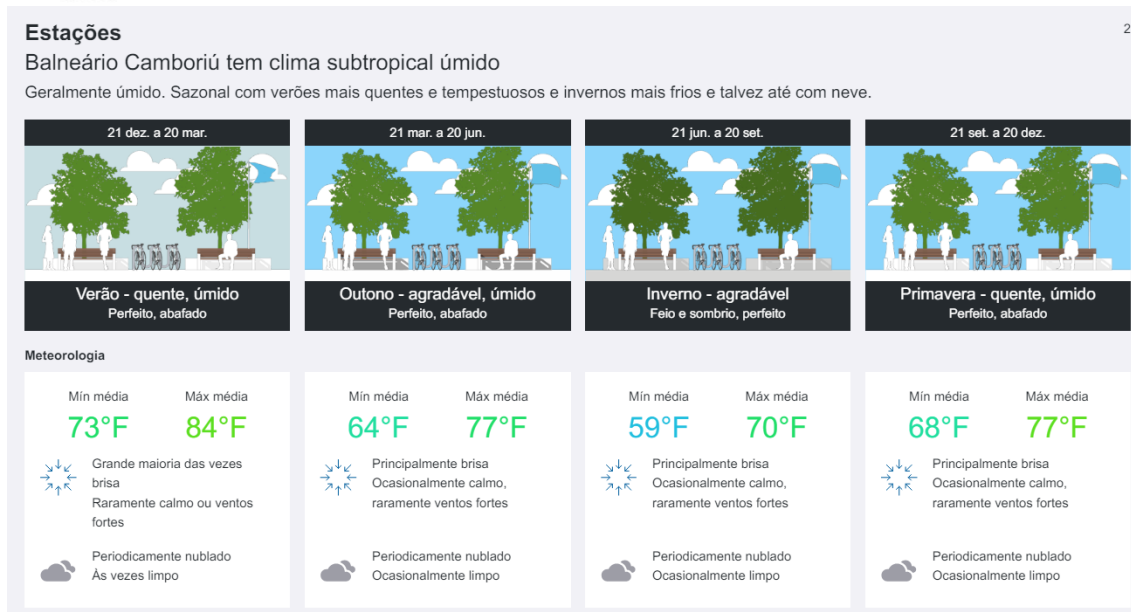 Estações
2
Balneário Camboriú tem clima subtropical úmido
Geralmente úmido. Sazonal com verões mais quentes e tempestuosos e invernos mais frios e talvez até com neve.
21 dez. a 20 mar.
Verão - quente, úmido
Perfeito, abafado
21 mar. a 20 jun.
Outono - agradável, úmido
Perfeito, abafado
21 jun. a 20 set.
Inverno - agradável
Feio e sombrio, perfeito
21 set. a 20 dez.
Primavera - quente, úmido
Perfeito, abafado
Meteorologia
Mín média Máx média
73°F 84°F
Grande maioria das vezes
brisa
Raramente calmo ou ventos
fortes
Periodicamente nublado
Às vezes limpo
Mín média Máx média
64°F 77°F
Principalmente brisa
Ocasionalmente calmo,
raramente ventos fortes
Periodicamente nublado
Ocasionalmente limpo
Mín média Máx média
59°F 70°F
Principalmente brisa
Ocasionalmente calmo,
raramente ventos fortes
Periodicamente nublado
Ocasionalmente limpo
Mín média Máx média
68°F 77°F
Principalmente brisa
Ocasionalmente calmo,
raramente ventos fortes
Periodicamente nublado
Ocasionalmente limpo